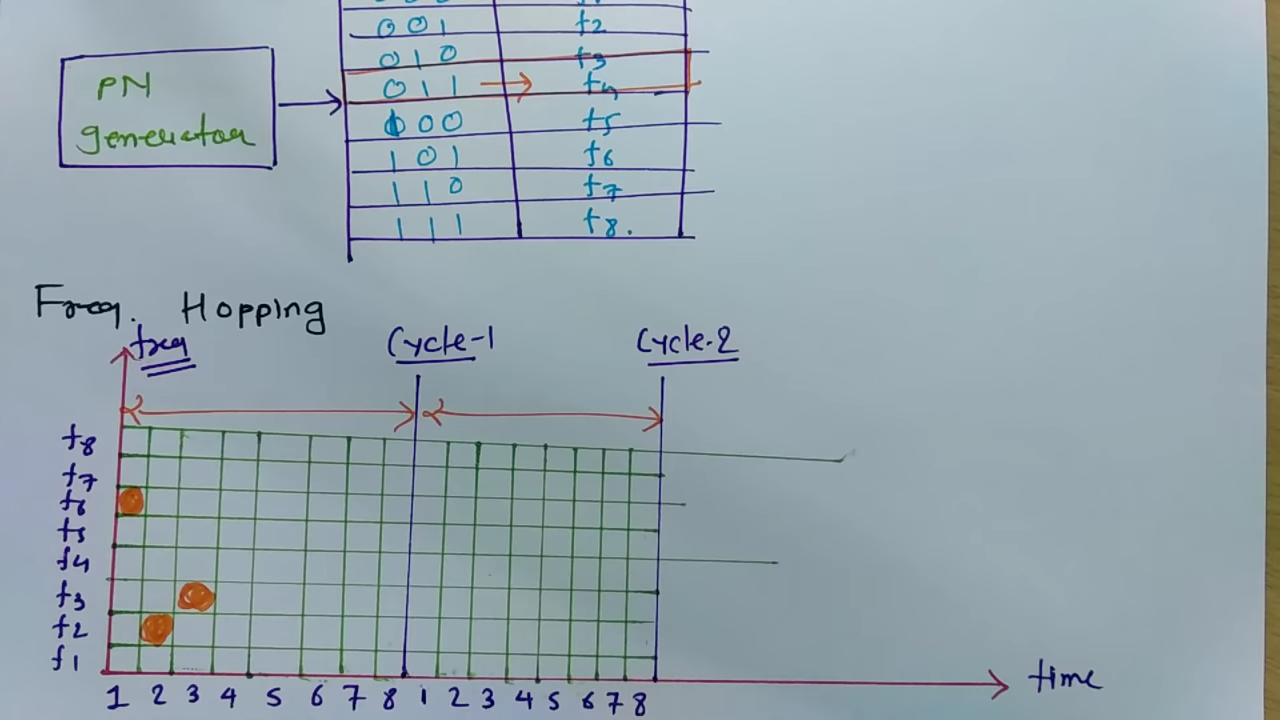 001 f2
010 f3
PN
generator
011 → f4
100 f5
101 f6
110 f7
111 f8.
Freq. Hopping
freq
Cycle-1
Cycle-2
f8
f7
f6
f5
f4
f3
f2
f1
1 2 3 4 5 6 7 8 1 2 3 4 5 6 7 8
time